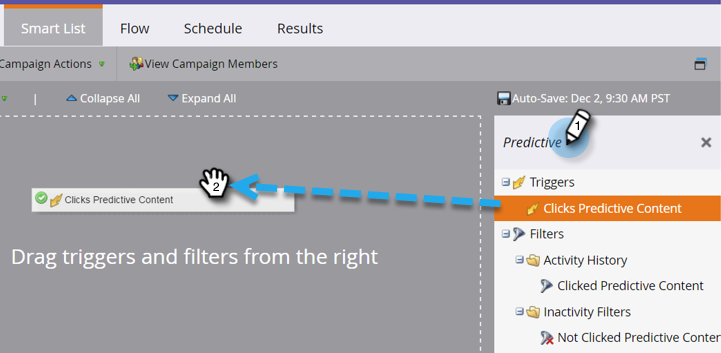 Smart List Flow Schedule Results
Campaign Actions View Campaign Members
| Collapse All Expand All Auto-Save: Dec 2, 9:30 AM PST
Predictive 1
Triggers
2
Clicks Predictive Content
Clicks Predictive Content
Filters
Drag triggers and filters from the right
Activity History
Clicked Predictive Content
Inactivity Filters
Not Clicked Predictive Conter